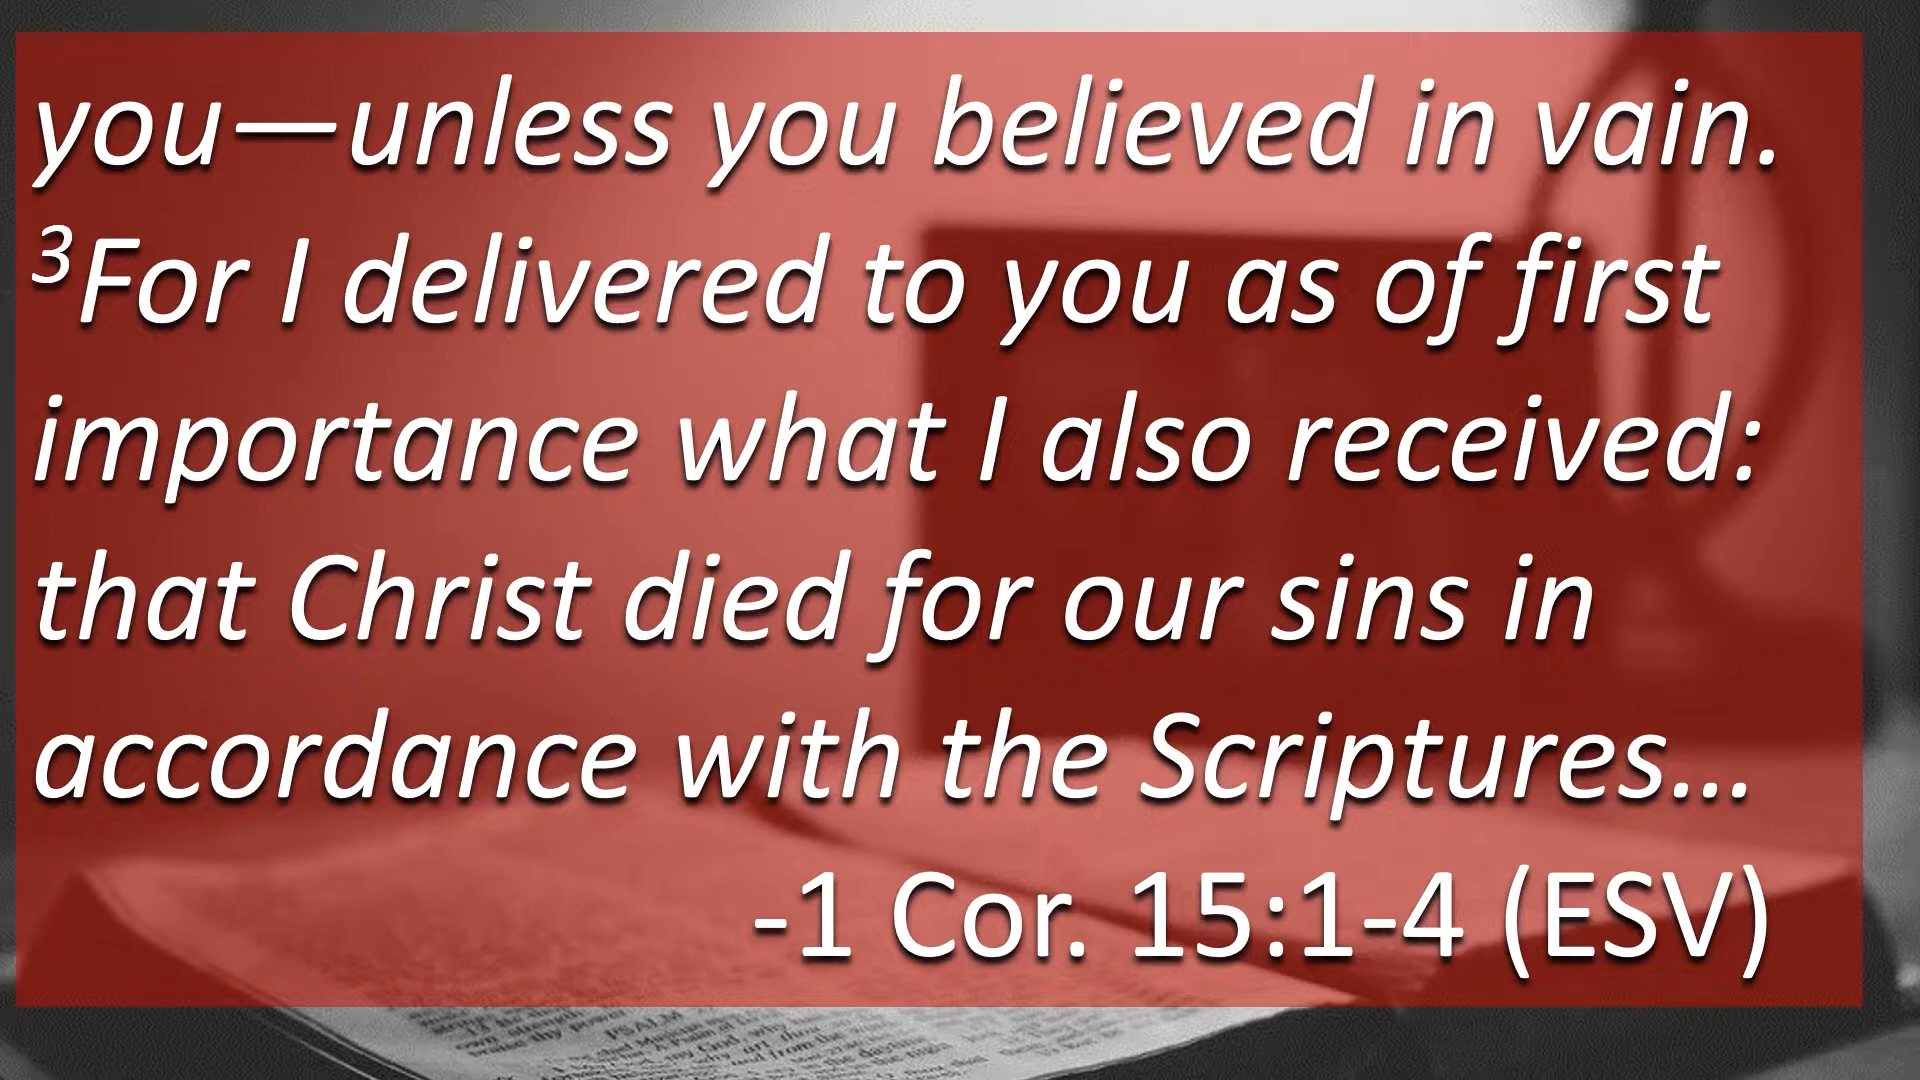 you—unless you believed in vain.
³For I delivered to you as of first
importance what I also received:
that Christ died for our sins in
accordance with the Scriptures…
-1 Cor. 15:1-4 (ESV)
PSALM